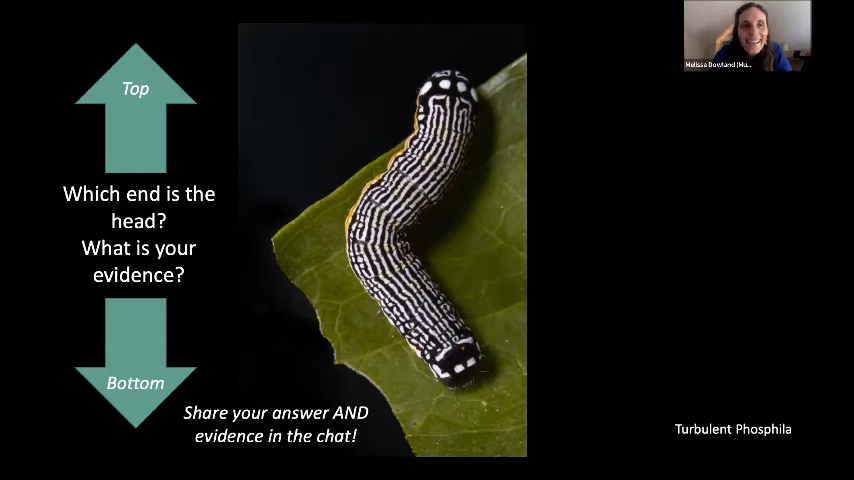 Top
Which end is the
head?
What is your
evidence?
Bottom
Share your answer AND
evidence in the chat!
Melissa Dowland (Mu...
Turbulent Phosphila